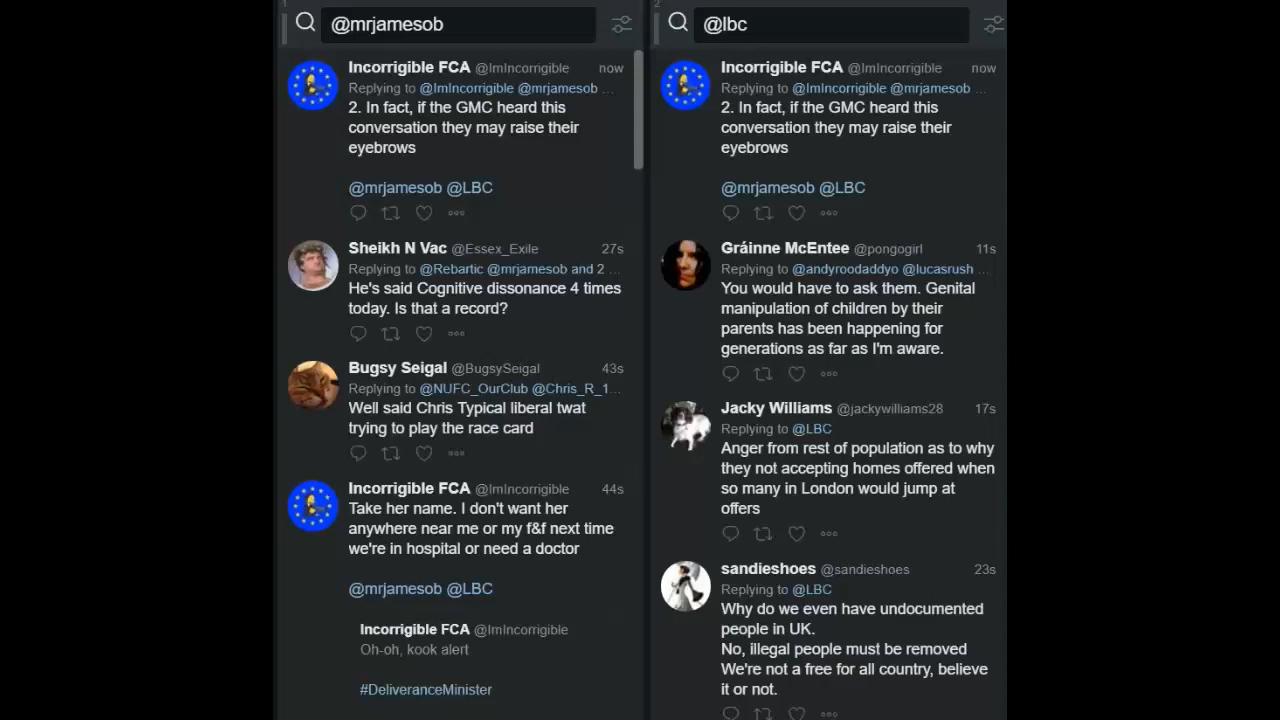 1
@mrjamesob
Incorrigible FCA @ImIncorrigible now
Replying to @ImIncorrigible @mrjamesob ...
2. In fact, if the GMC heard this
conversation they may raise their
eyebrows
@mrjamesob @LBC
Sheikh N Vac @Essex_Exile 27s
Replying to @Rebartic @mrjamesob and 2 ...
He's said Cognitive dissonance 4 times
today. Is that a record?
Bugsy Seigal @BugsySeigal 43s
Replying to @NUFC_OurClub @Chris_R_1...
Well said Chris Typical liberal twat
trying to play the race card
Incorrigible FCA @ImIncorrigible 44s
Take her name. I don't want her
anywhere near me or my f&f next time
we're in hospital or need a doctor
@mrjamesob @LBC
Incorrigible FCA @ImIncorrigible
Oh-oh, kook alert
#DeliveranceMinister
2
@lbc
Incorrigible FCA @ImIncorrigible now
Replying to @ImIncorrigible @mrjamesob ...
2. In fact, if the GMC heard this
conversation they may raise their
eyebrows
@mrjamesob @LBC
Gráinne McEntee @pongogirl 11s
Replying to @andyroodaddyo @lucasrush ...
You would have to ask them. Genital
manipulation of children by their
parents has been happening for
generations as far as I'm aware.
Jacky Williams @jackywilliams28 17s
Replying to @LBC
Anger from rest of population as to why
they not accepting homes offered when
so many in London would jump at
offers
sandieshoes @sandieshoes 23s
Replying to @LBC
Why do we even have undocumented
people in UK.
No, illegal people must be removed
We're not a free for all country, believe
it or not.